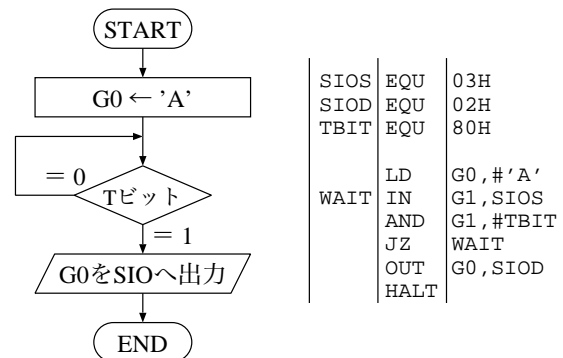 START
G0 ← ’A’
= 0
Tビット
= 1
G0をSIOへ出力
END
SIOS EQU 03H
SIOD EQU 02H
TBIT EQU 80H
LD G0,#'A'
WAIT IN G1,SIOS
AND G1,#TBIT
JZ WAIT
OUT G0,SIOD
HALT